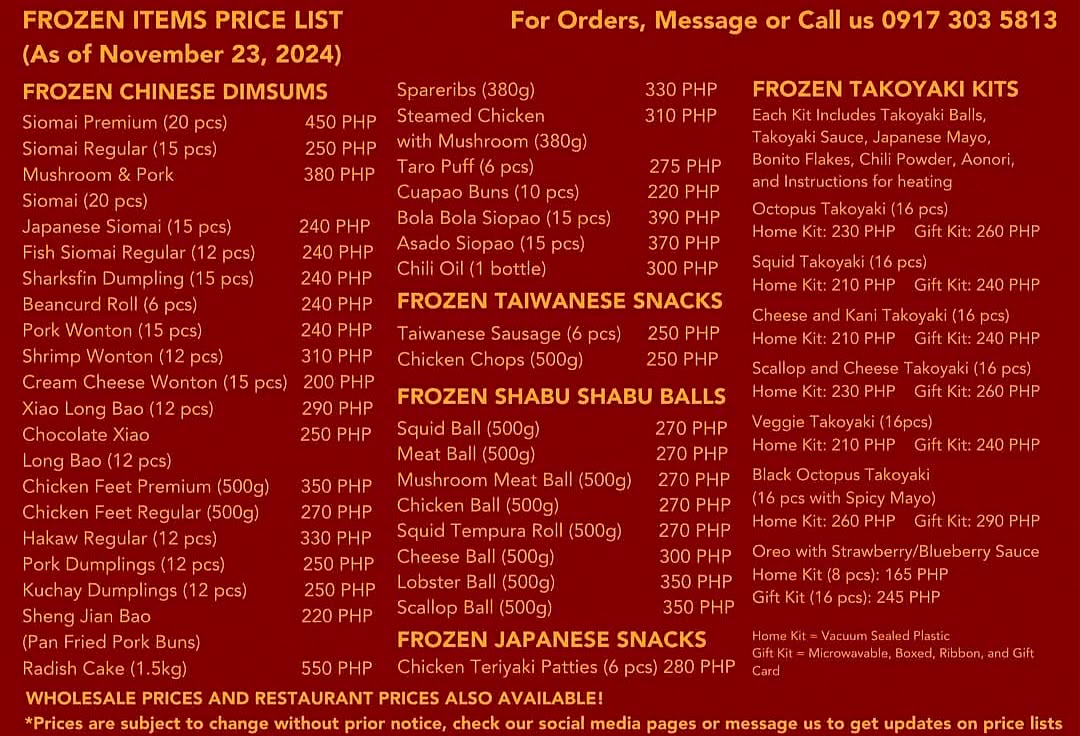 FROZEN ITEMS PRICE LIST
(As of November 23, 2024)
For Orders, Message or Call us 0917 303 5813
FROZEN CHINESE DIMSUMS
Siomai Premium (20 pcs) 450 PHP
Siomai Regular (15 pcs) 250 PHP
Mushroom & Pork 380 PHP
Siomai (20 pcs)
Japanese Siomai (15 pcs) 240 PHP
Fish Siomai Regular (12 pcs) 240 PHP
Sharksfin Dumpling (15 pcs) 240 PHP
Beancurd Roll (6 pcs) 240 PHP
Pork Wonton (15 pcs) 240 PHP
Shrimp Wonton (12 pcs) 310 PHP
Cream Cheese Wonton (15 pcs) 200 PHP
Xiao Long Bao (12 pcs) 290 PHP
Chocolate Xiao 250 PHP
Long Bao (12 pcs)
Chicken Feet Premium (500g) 350 PHP
Chicken Feet Regular (500g) 270 PHP
Hakaw Regular (12 pcs) 330 PHP
Pork Dumplings (12 pcs) 250 PHP
Kuchay Dumplings (12 pcs) 250 PHP
Sheng Jian Bao 220 PHP
(Pan Fried Pork Buns)
Radish Cake (1.5kg) 550 PHP
Spareribs (380g) 330 PHP
Steamed Chicken 310 PHP
with Mushroom (380g)
Taro Puff (6 pcs) 275 PHP
Cuapao Buns (10 pcs) 220 PHP
Bola Bola Siopao (15 pcs) 390 PHP
Asado Siopao (15 pcs) 370 PHP
Chili Oil (1 bottle) 300 PHP
FROZEN TAIWANESE SNACKS
Taiwanese Sausage (6 pcs) 250 PHP
Chicken Chops (500g) 250 PHP
FROZEN SHABU SHABU BALLS
Squid Ball (500g) 270 PHP
Meat Ball (500g) 270 PHP
Mushroom Meat Ball (500g) 270 PHP
Chicken Ball (500g) 270 PHP
Squid Tempura Roll (500g) 270 PHP
Cheese Ball (500g) 300 PHP
Lobster Ball (500g) 350 PHP
Scallop Ball (500g) 350 PHP
FROZEN JAPANESE SNACKS
Chicken Teriyaki Patties (6 pcs) 280 PHP
FROZEN TAKOYAKI KITS
Each Kit Includes Takoyaki Balls,
Takoyaki Sauce, Japanese Mayo,
Bonito Flakes, Chili Powder, Aonori,
and Instructions for heating
Octopus Takoyaki (16 pcs)
Home Kit: 230 PHP Gift Kit: 260 PHP
Squid Takoyaki (16 pcs)
Home Kit: 210 PHP Gift Kit: 240 PHP
Cheese and Kani Takoyaki (16 pcs)
Home Kit: 210 PHP Gift Kit: 240 PHP
Scallop and Cheese Takoyaki (16 pcs)
Home Kit: 230 PHP Gift Kit: 260 PHP
Veggie Takoyaki (16pcs)
Home Kit: 210 PHP Gift Kit: 240 PHP
Black Octopus Takoyaki
(16 pcs with Spicy Mayo)
Home Kit: 260 PHP Gift Kit: 290 PHP
Oreo with Strawberry/Blueberry Sauce
Home Kit (8 pcs): 165 PHP
Gift Kit (16 pcs): 245 PHP
Home Kit = Vacuum Sealed Plastic
Gift Kit = Microwavable, Boxed, Ribbon, and Gift
Card
WHOLESALE PRICES AND RESTAURANT PRICES ALSO AVAILABLE!
*Prices are subject to change without prior notice, check our social media pages or message us to get updates on price lists